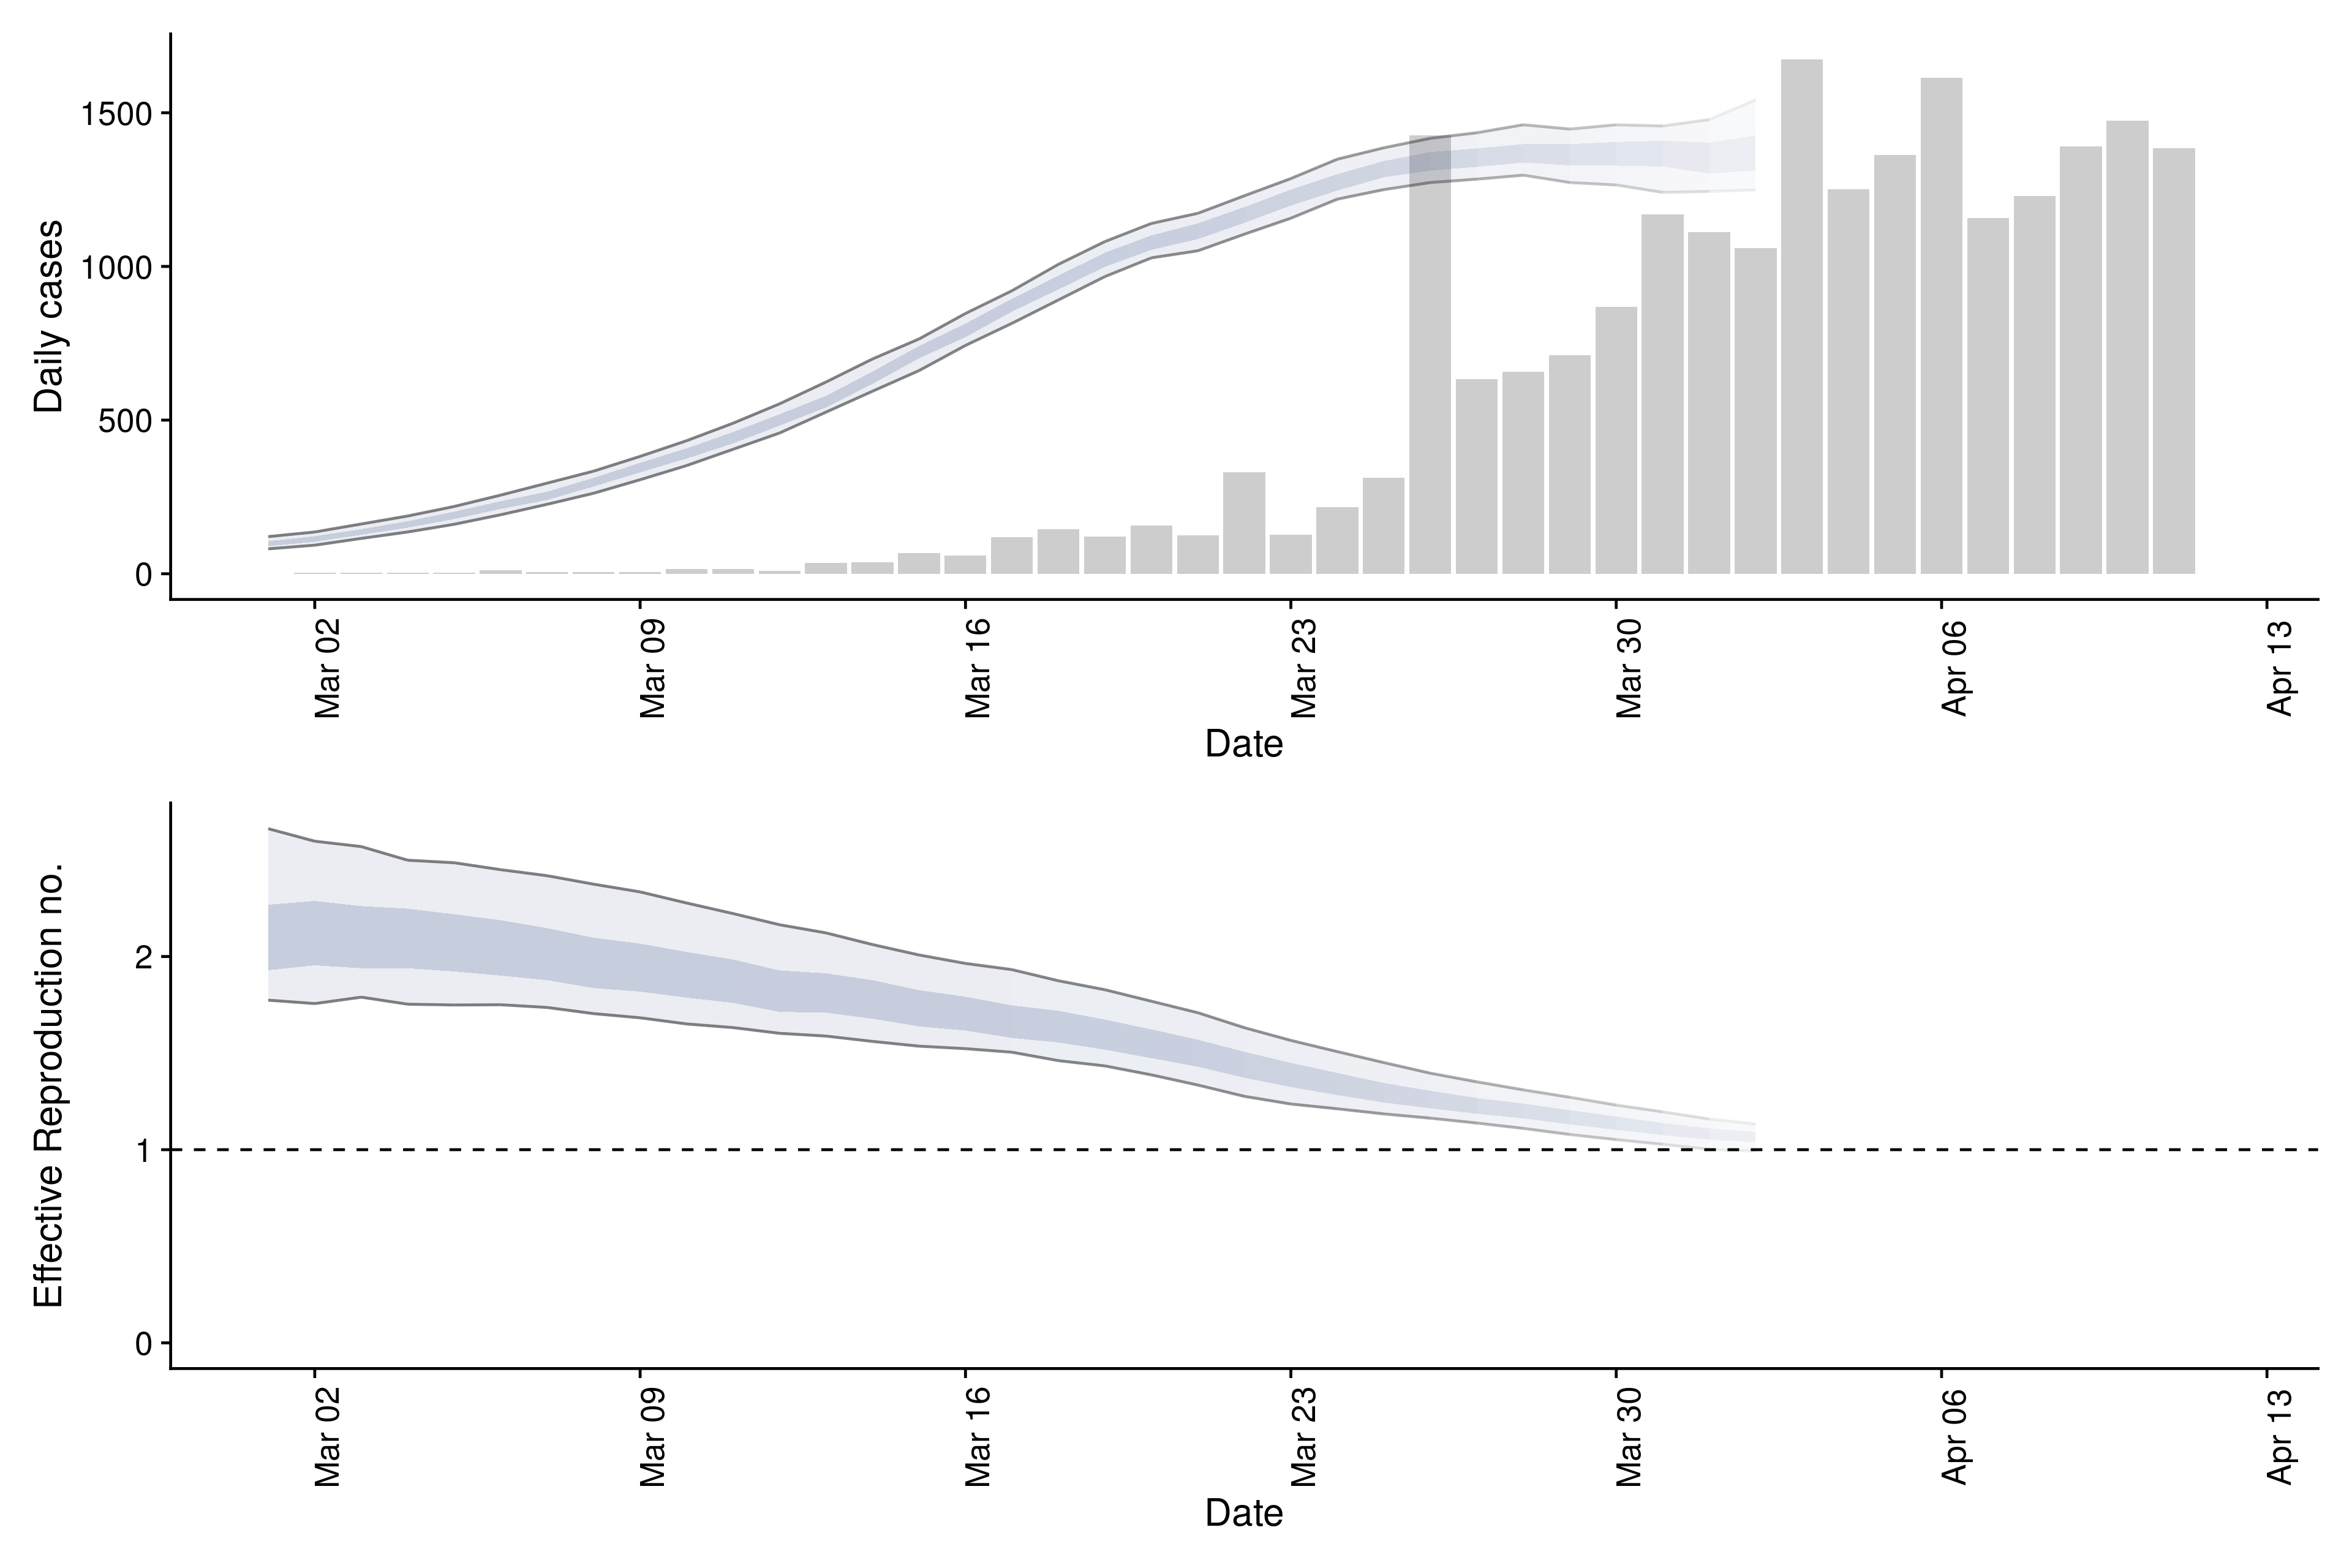 Daily cases
1500
1000
500
0
Mar 02
Mar 09
Mar 16
Mar 23
Mar 30
Apr 06
Apr 13
Date
Effective Reproduction no.
2
1
0
Mar 02
Mar 09
Mar 16
Mar 23
Mar 30
Apr 06
Apr 13
Date